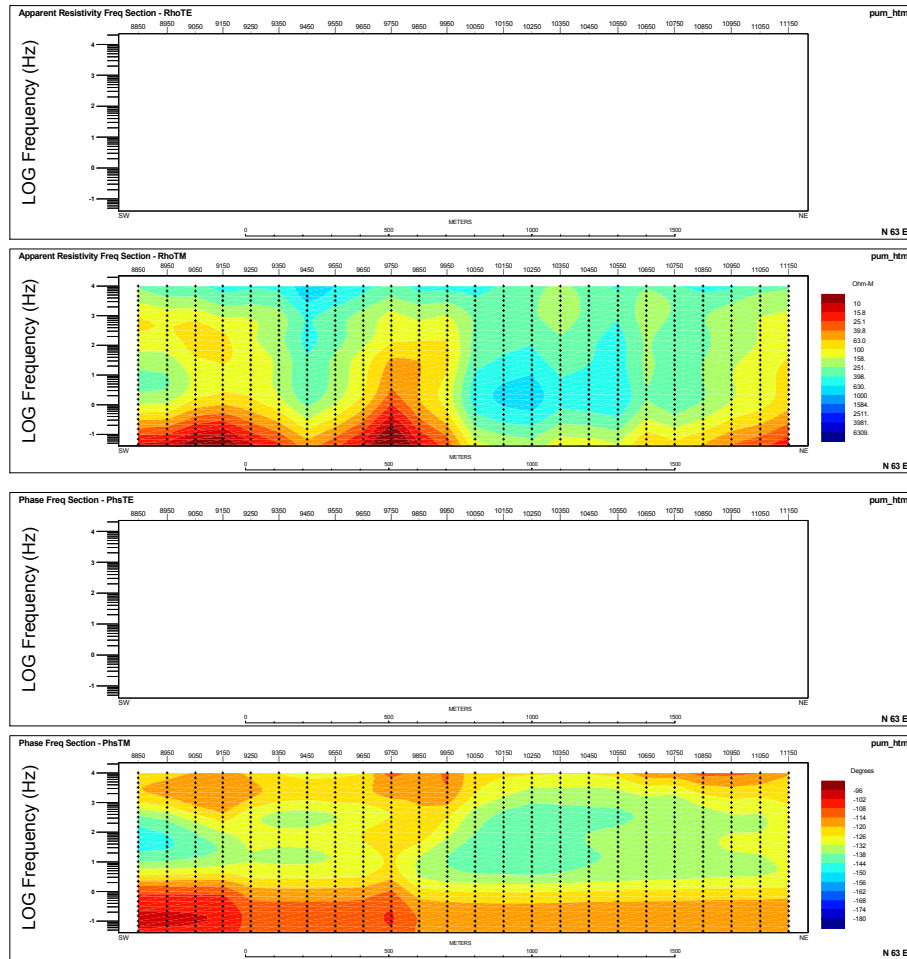 Apparent Resistivity Freq Section - RhoTE pum_htm
8850 8950 9050 9150 9250 9350 9450 9550 9650 9750 9850 9950 10050 10150 10250 10350 10450 10550 10650 10750 10850 10950 11050 11150
LOG Frequency (Hz)
4
3
2
1
0
-1
SW NE
METERS
0 500 1000 1500
N 63 E
Apparent Resistivity Freq Section - RhoTM pum_htm
8850 8950 9050 9150 9250 9350 9450 9550 9650 9750 9850 9950 10050 10150 10250 10350 10450 10550 10650 10750 10850 10950 11050 11150
LOG Frequency (Hz)
4
3
2
1
0
-1
Ohm-M
10
15.8
25.1
39.8
63.0
100
158.
251.
398.
630.
1000
1584.
2511.
3981.
6309.
SW NE
METERS
0 500 1000 1500
N 63 E
Phase Freq Section - PhsTE pum_htm
8850 8950 9050 9150 9250 9350 9450 9550 9650 9750 9850 9950 10050 10150 10250 10350 10450 10550 10650 10750 10850 10950 11050 11150
LOG Frequency (Hz)
4
3
2
1
0
-1
SW NE
METERS
0 500 1000 1500
N 63 E
Phase Freq Section - PhsTM pum_htm
8850 8950 9050 9150 9250 9350 9450 9550 9650 9750 9850 9950 10050 10150 10250 10350 10450 10550 10650 10750 10850 10950 11050 11150
LOG Frequency (Hz)
4
3
2
1
0
-1
Degrees
-96
-102
-108
-114
-120
-126
-132
-138
-144
-150
-156
-162
-168
-174
-180
SW NE
METERS
0 500 1000 1500
N 63 E